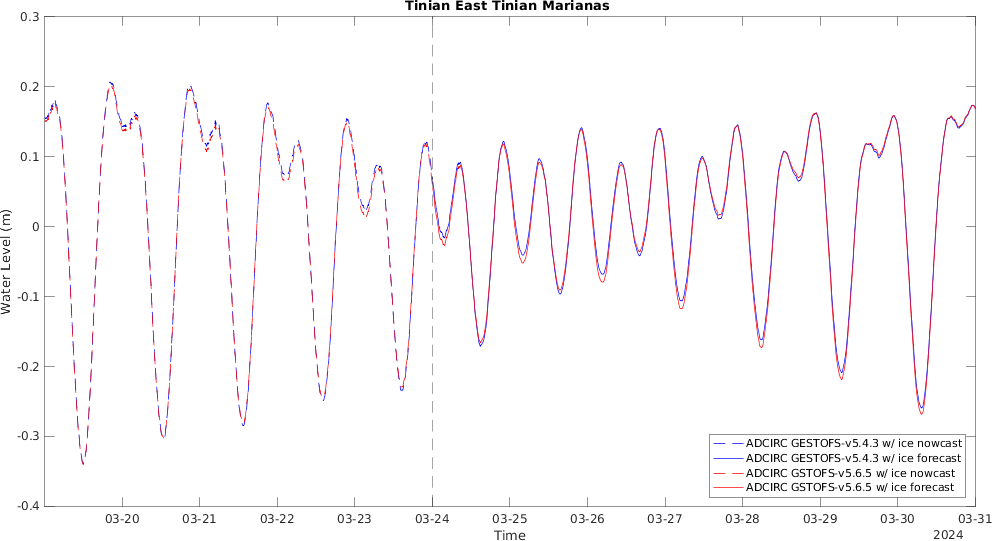 Tinian East Tinian Marianas
0.3
0.2
0.1
0
-0.1
-0.2
-0.3
-0.4
Water Level (m)
ADCIRC GESTOFS-v5.4.3 w/ ice nowcast
ADCIRC GESTOFS-v5.4.3 w/ ice forecast
ADCIRC GSTOFS-v5.6.5 w/ ice nowcast
ADCIRC GSTOFS-v5.6.5 w/ ice forecast
03-20 03-21 03-22 03-23 03-24 03-25 03-26 03-27 03-28 03-29 03-30 03-31
Time
2024